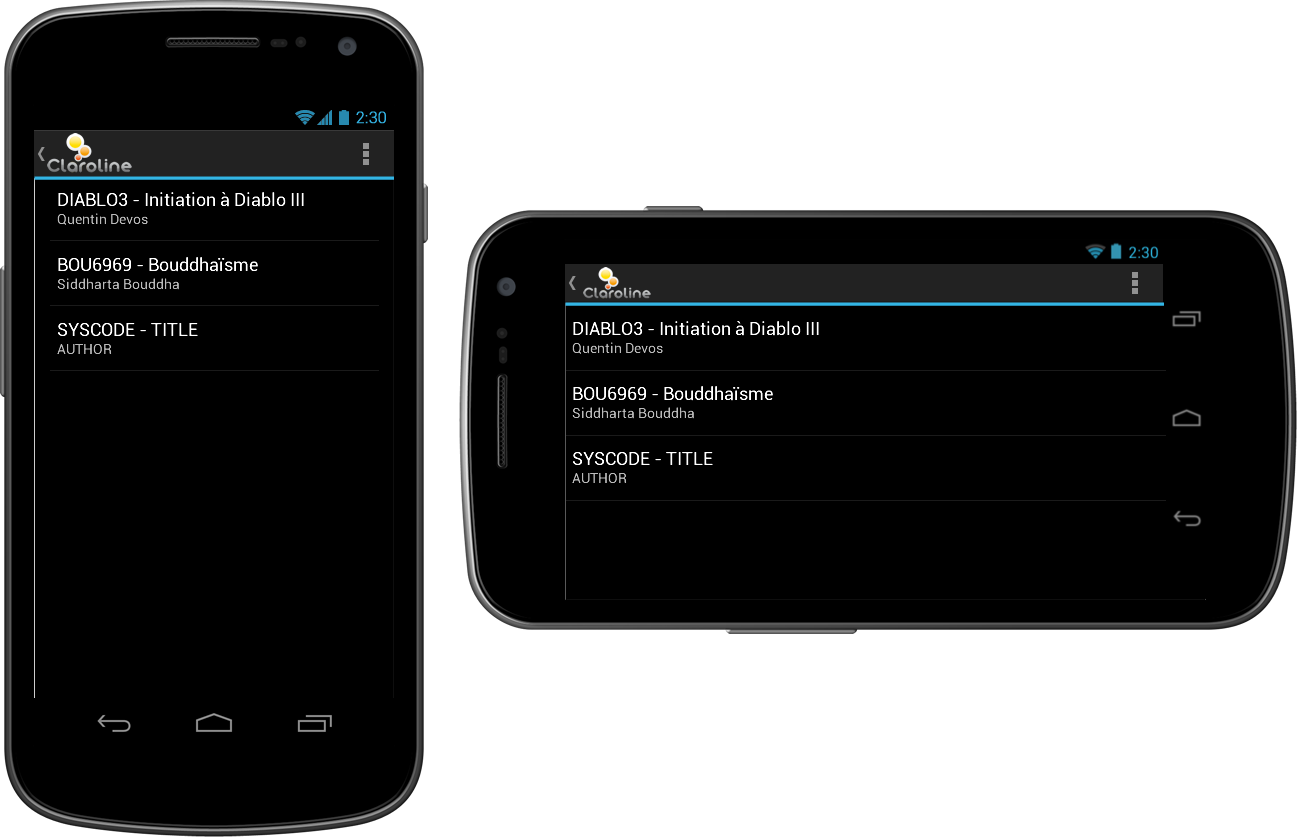 2:30
Claroline
DIABLO3 - Initiation à Diablo III
Quentin Devos
BOU6969 - Bouddhaïsme
Siddharta Bouddha
SYSCODE - TITLE
AUTHOR
2:30
Claroline
DIABLO3 - Initiation à Diablo III
Quentin Devos
BOU6969 - Bouddhaïsme
Siddharta Bouddha
SYSCODE - TITLE
AUTHOR